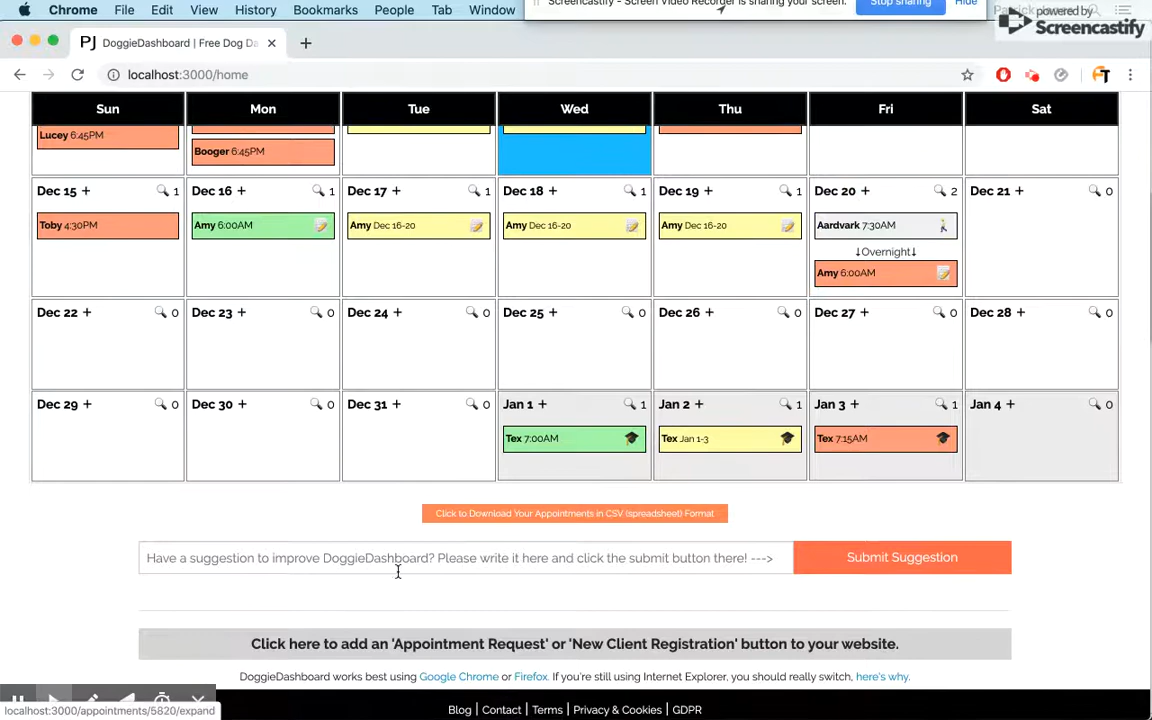 Chrome File Edit View History Bookmarks People Tab Window
Screencastify - Screen Video Recorder is sharing your screen. Stop sharing Hide
powered by
Screencastify
PJ DoggieDashboard | Free Dog Da
localhost:3000/home
Sun Mon Tue Wed Thu Fri Sat
Lucey 6:45PM
Booger 6:45PM
Dec 15 + 1 Dec 16 + 1 Dec 17 + 1 Dec 18 + 1 Dec 19 + 1 Dec 20 + 2 Dec 21 + 0
Toby 4:30PM Amy 6:00AM Amy Dec 16-20 Amy Dec 16-20 Amy Dec 16-20 Aardvark 7:30AM
↓Overnight↓
Amy 6:00AM
Dec 22 + 0 Dec 23 + 0 Dec 24 + 0 Dec 25 + 0 Dec 26 + 0 Dec 27 + 0 Dec 28 + 0
Dec 29 + 0 Dec 30 + 0 Dec 31 + 0 Jan 1 + 1 Jan 2 + 1 Jan 3 + 1 Jan 4 + 0
Tex 7:00AM Tex Jan 1-3 Tex 7:15AM
Click to Download Your Appointments in CSV (spreadsheet) Format
Have a suggestion to improve DoggieDashboard? Please write it here and click the submit button there! ---> Submit Suggestion
Click here to add an 'Appointment Request' or 'New Client Registration' button to your website.
DoggieDashboard works best using Google Chrome or Firefox. If you're still using Internet Explorer, you should really switch, here's why.
localhost:3000/appointments/5820/expand
Blog | Contact | Terms | Privacy & Cookies | GDPR